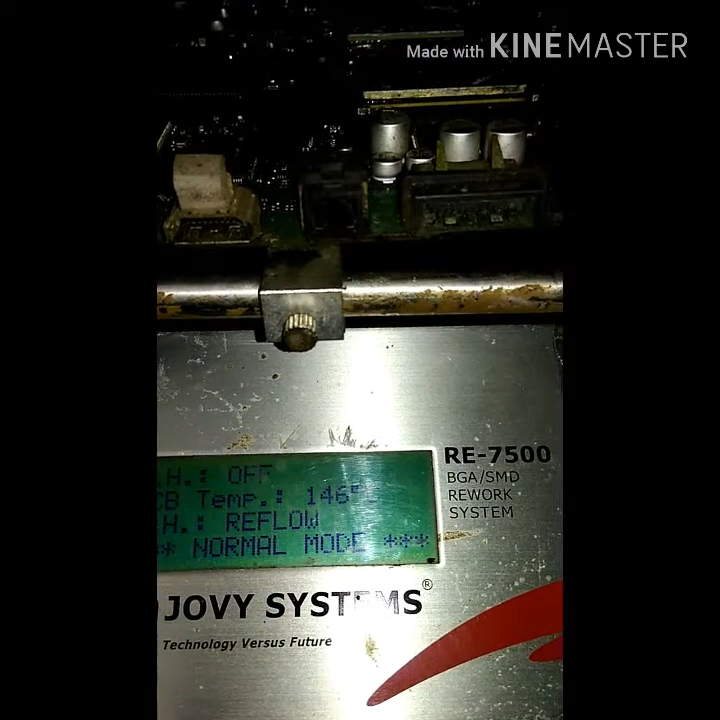 Made with KINEMASTER
RE-7500
BGA/SMD
REWORK
SYSTEM
.H.: OFF
CB Temp.: 146°C
.H.: REFLOW
** NORMAL MODE ***
JOVY SYSTEMS®
Technology Versus Future